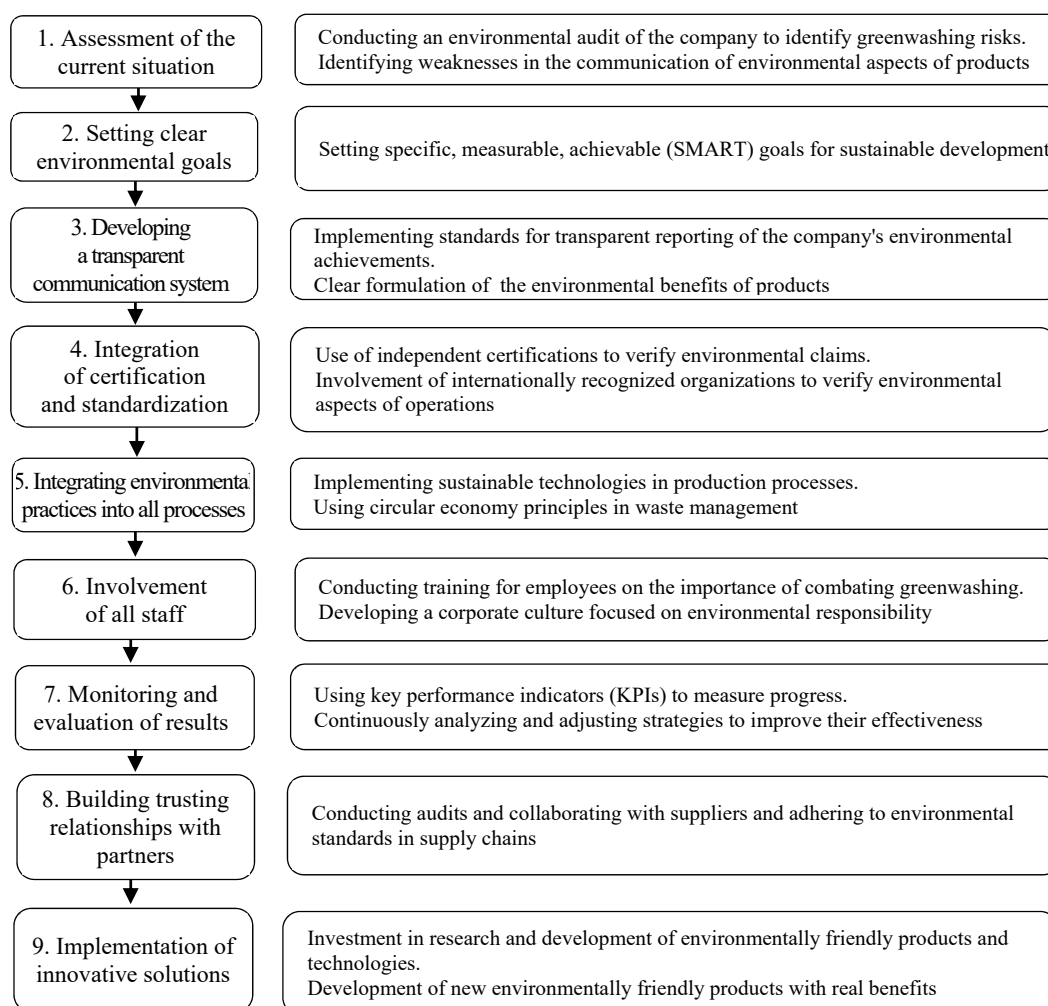 1. Assessment of the
current situation
Conducting an environmental audit of the company to identify greenwashing risks.
Identifying weaknesses in the communication of environmental aspects of products
2. Setting clear
environmental goals
Setting specific, measurable, achievable (SMART) goals for sustainable development
3. Developing
a transparent
communication system
Implementing standards for transparent reporting of the company's environmental
achievements.
Clear formulation of the environmental benefits of products
4. Integration
of certification
and standardization
Use of independent certifications to verify environmental claims.
Involvement of internationally recognized organizations to verify environmental
aspects of operations
5. Integrating environmental
practices into all processes
Implementing sustainable technologies in production processes.
Using circular economy principles in waste management
6. Involvement
of all staff
Conducting training for employees on the importance of combating greenwashing.
Developing a corporate culture focused on environmental responsibility
7. Monitoring and
evaluation of results
Using key performance indicators (KPIs) to measure progress.
Continuously analyzing and adjusting strategies to improve their effectiveness
8. Building trusting
relationships with
partners
Conducting audits and collaborating with suppliers and adhering to environmental
standards in supply chains
9. Implementation of
innovative solutions
Investment in research and development of environmentally friendly products and
technologies.
Development of new environmentally friendly products with real benefits